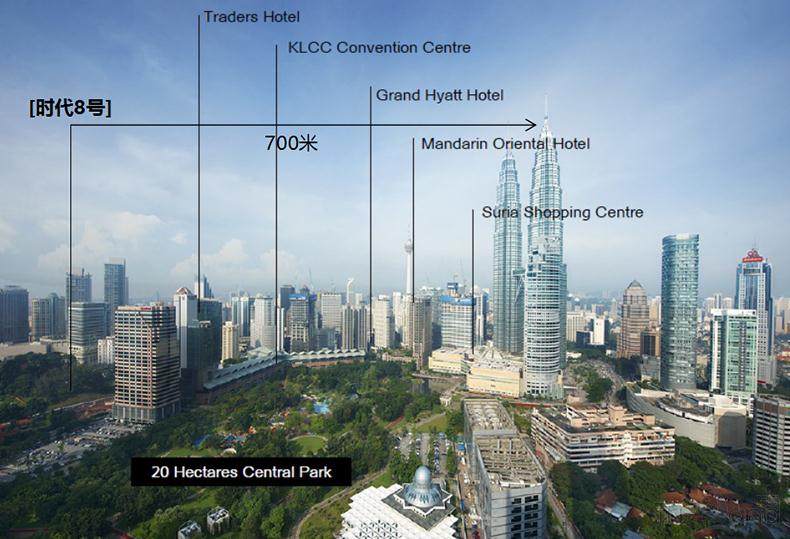 Traders Hotel
KLCC Convention Centre
Grand Hyatt Hotel
[时代8号]
700米
Mandarin Oriental Hotel
Suria Shopping Centre
20 Hectares Central Park